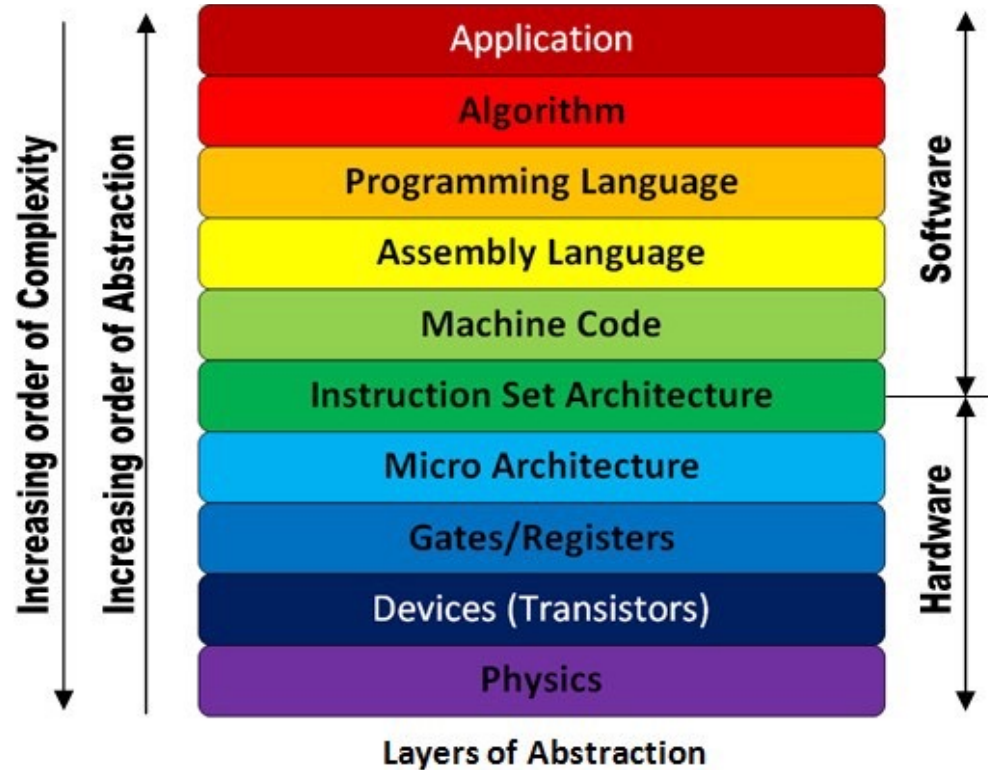 Increasing order of Complexity
Increasing order of Abstraction
Application
Algorithm
Programming Language
Assembly Language
Machine Code
Instruction Set Architecture
Micro Architecture
Gates/Registers
Devices (Transistors)
Physics
Software
Hardware
Layers of Abstraction